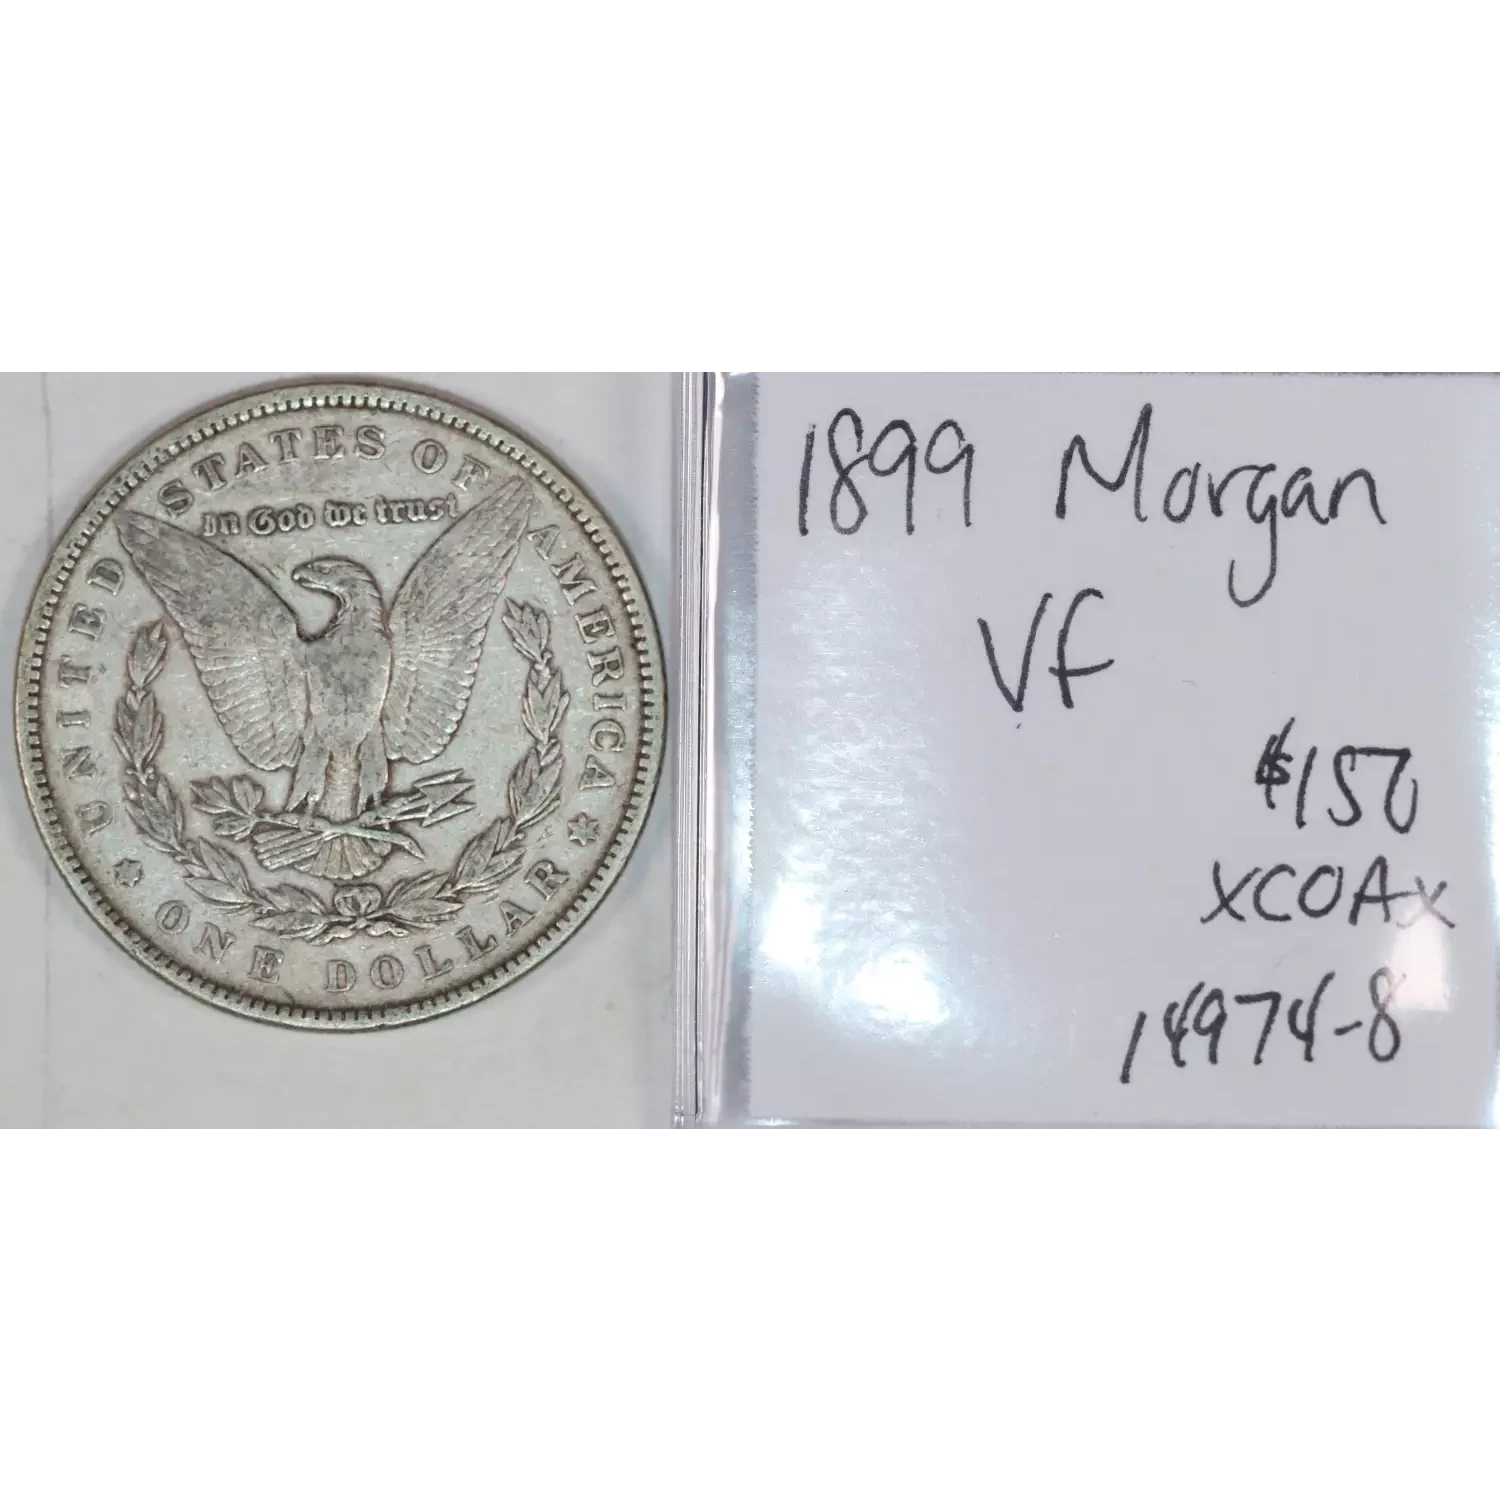 UNITED STATES OF AMERICA
In God we trust
ONE DOLLAR
1899 Morgan
VF
$150
XCOAX
14974-8